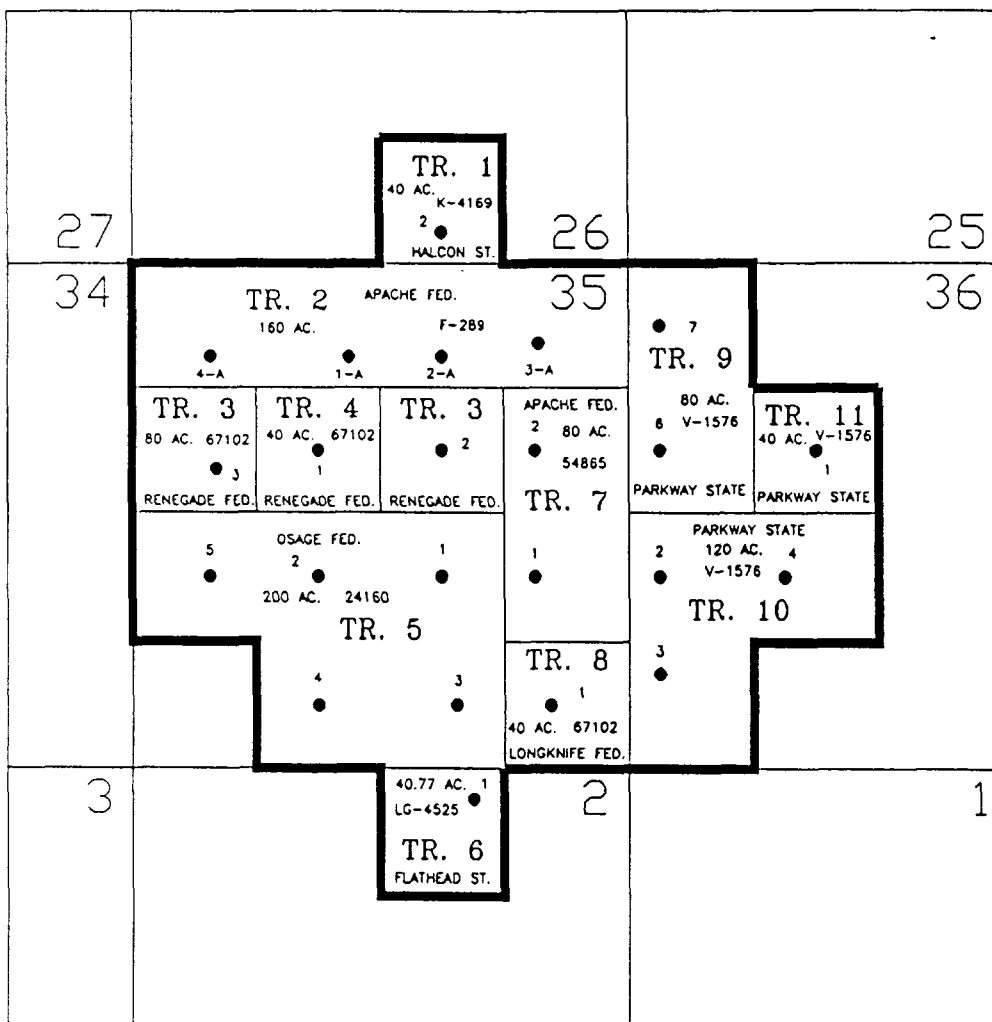 TR. 1
40 AC.
K-4169
2
HALCON ST.
27
26
25
34
35
36
TR. 2
APACHE FED.
160 AC.
F-289
4-A
1-A
2-A
3-A
7
TR. 9
80 AC.
6
V-1576
PARKWAY STATE
TR. 3
80 AC. 67102
3
RENEGADE FED.
TR. 4
40 AC. 67102
1
RENEGADE FED.
TR. 3
2
RENEGADE FED.
APACHE FED.
2
80 AC.
54865
TR. 7
1
TR. 11
40 AC. V-1576
1
PARKWAY STATE
OSAGE FED.
5
2
1
200 AC. 24160
TR. 5
4
3
PARKWAY STATE
120 AC.
2
4
V-1576
TR. 10
3
TR. 8
1
40 AC. 67102
LONGKNIFE FED.
3
2
1
40.77 AC. 1
LG-4525
TR. 6
FLATHEAD ST.